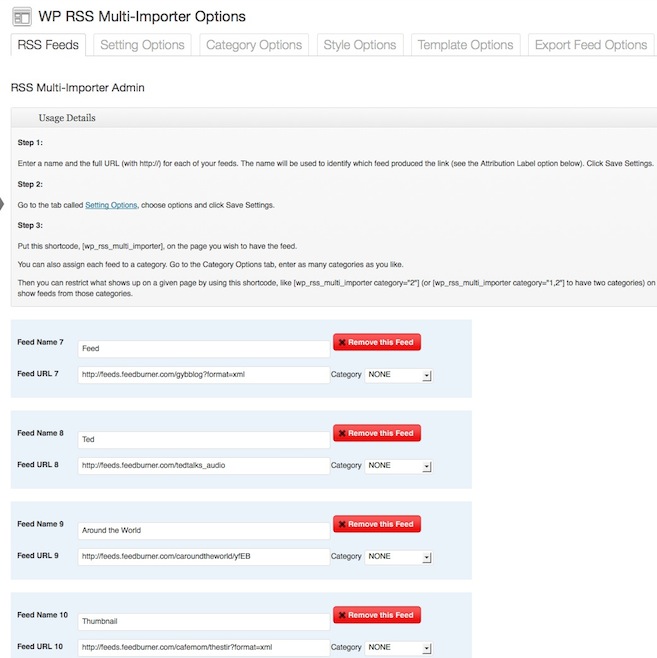 WP RSS Multi-Importer Options
RSS Feeds Setting Options Category Options Style Options Template Options Export Feed Options
RSS Multi-Importer Admin
Usage Details
Step 1:
Enter a name and the full URL (with http://) for each of your feeds. The name will be used to identify which feed produced the link (see the Attribution Label option below). Click Save Settings.
Step 2:
Go to the tab called Setting Options, choose options and click Save Settings.
Step 3:
Put this shortcode, [wp_rss_multi_importer], on the page you wish to have the feed.
You can also assign each feed to a category. Go to the Category Options tab, enter as many categories as you like.
Then you can restrict what shows up on a given page by using this shortcode, like [wp_rss_multi_importer category="2"] (or [wp_rss_multi_importer category="1,2"] to have two categories) on
show feeds from those categories.
Feed Name 7 Feed Remove this Feed
Feed URL 7 http://feeds.feedburner.com/gybblog?format=xml Category NONE
Feed Name 8 Ted Remove this Feed
Feed URL 8 http://feeds.feedburner.com/tedtalks_audio Category NONE
Feed Name 9 Around the World Remove this Feed
Feed URL 9 http://feeds.feedburner.com/caroundtheworld/yfEB Category NONE
Feed Name 10 Thumbnail Remove this Feed
Feed URL 10 http://feeds.feedburner.com/cafemom/thestir?format=xml Category NONE